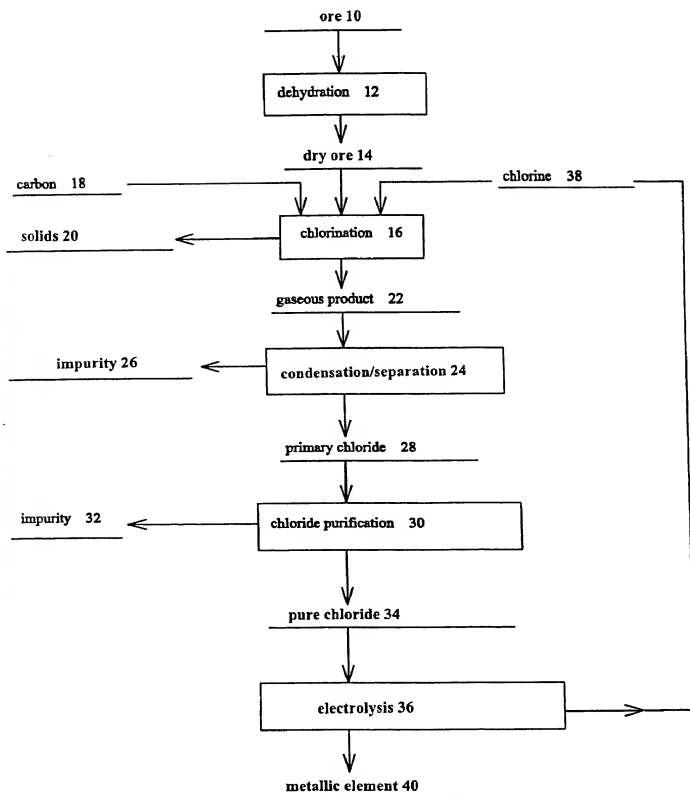 ore 10
dehydration 12
dry ore 14
carbon 18
chlorine 38
chlorination 16
solids 20
gaseous product 22
impurity 26
condensation/separation 24
primary chloride 28
impurity 32
chloride purification 30
pure chloride 34
electrolysis 36
metallic element 40